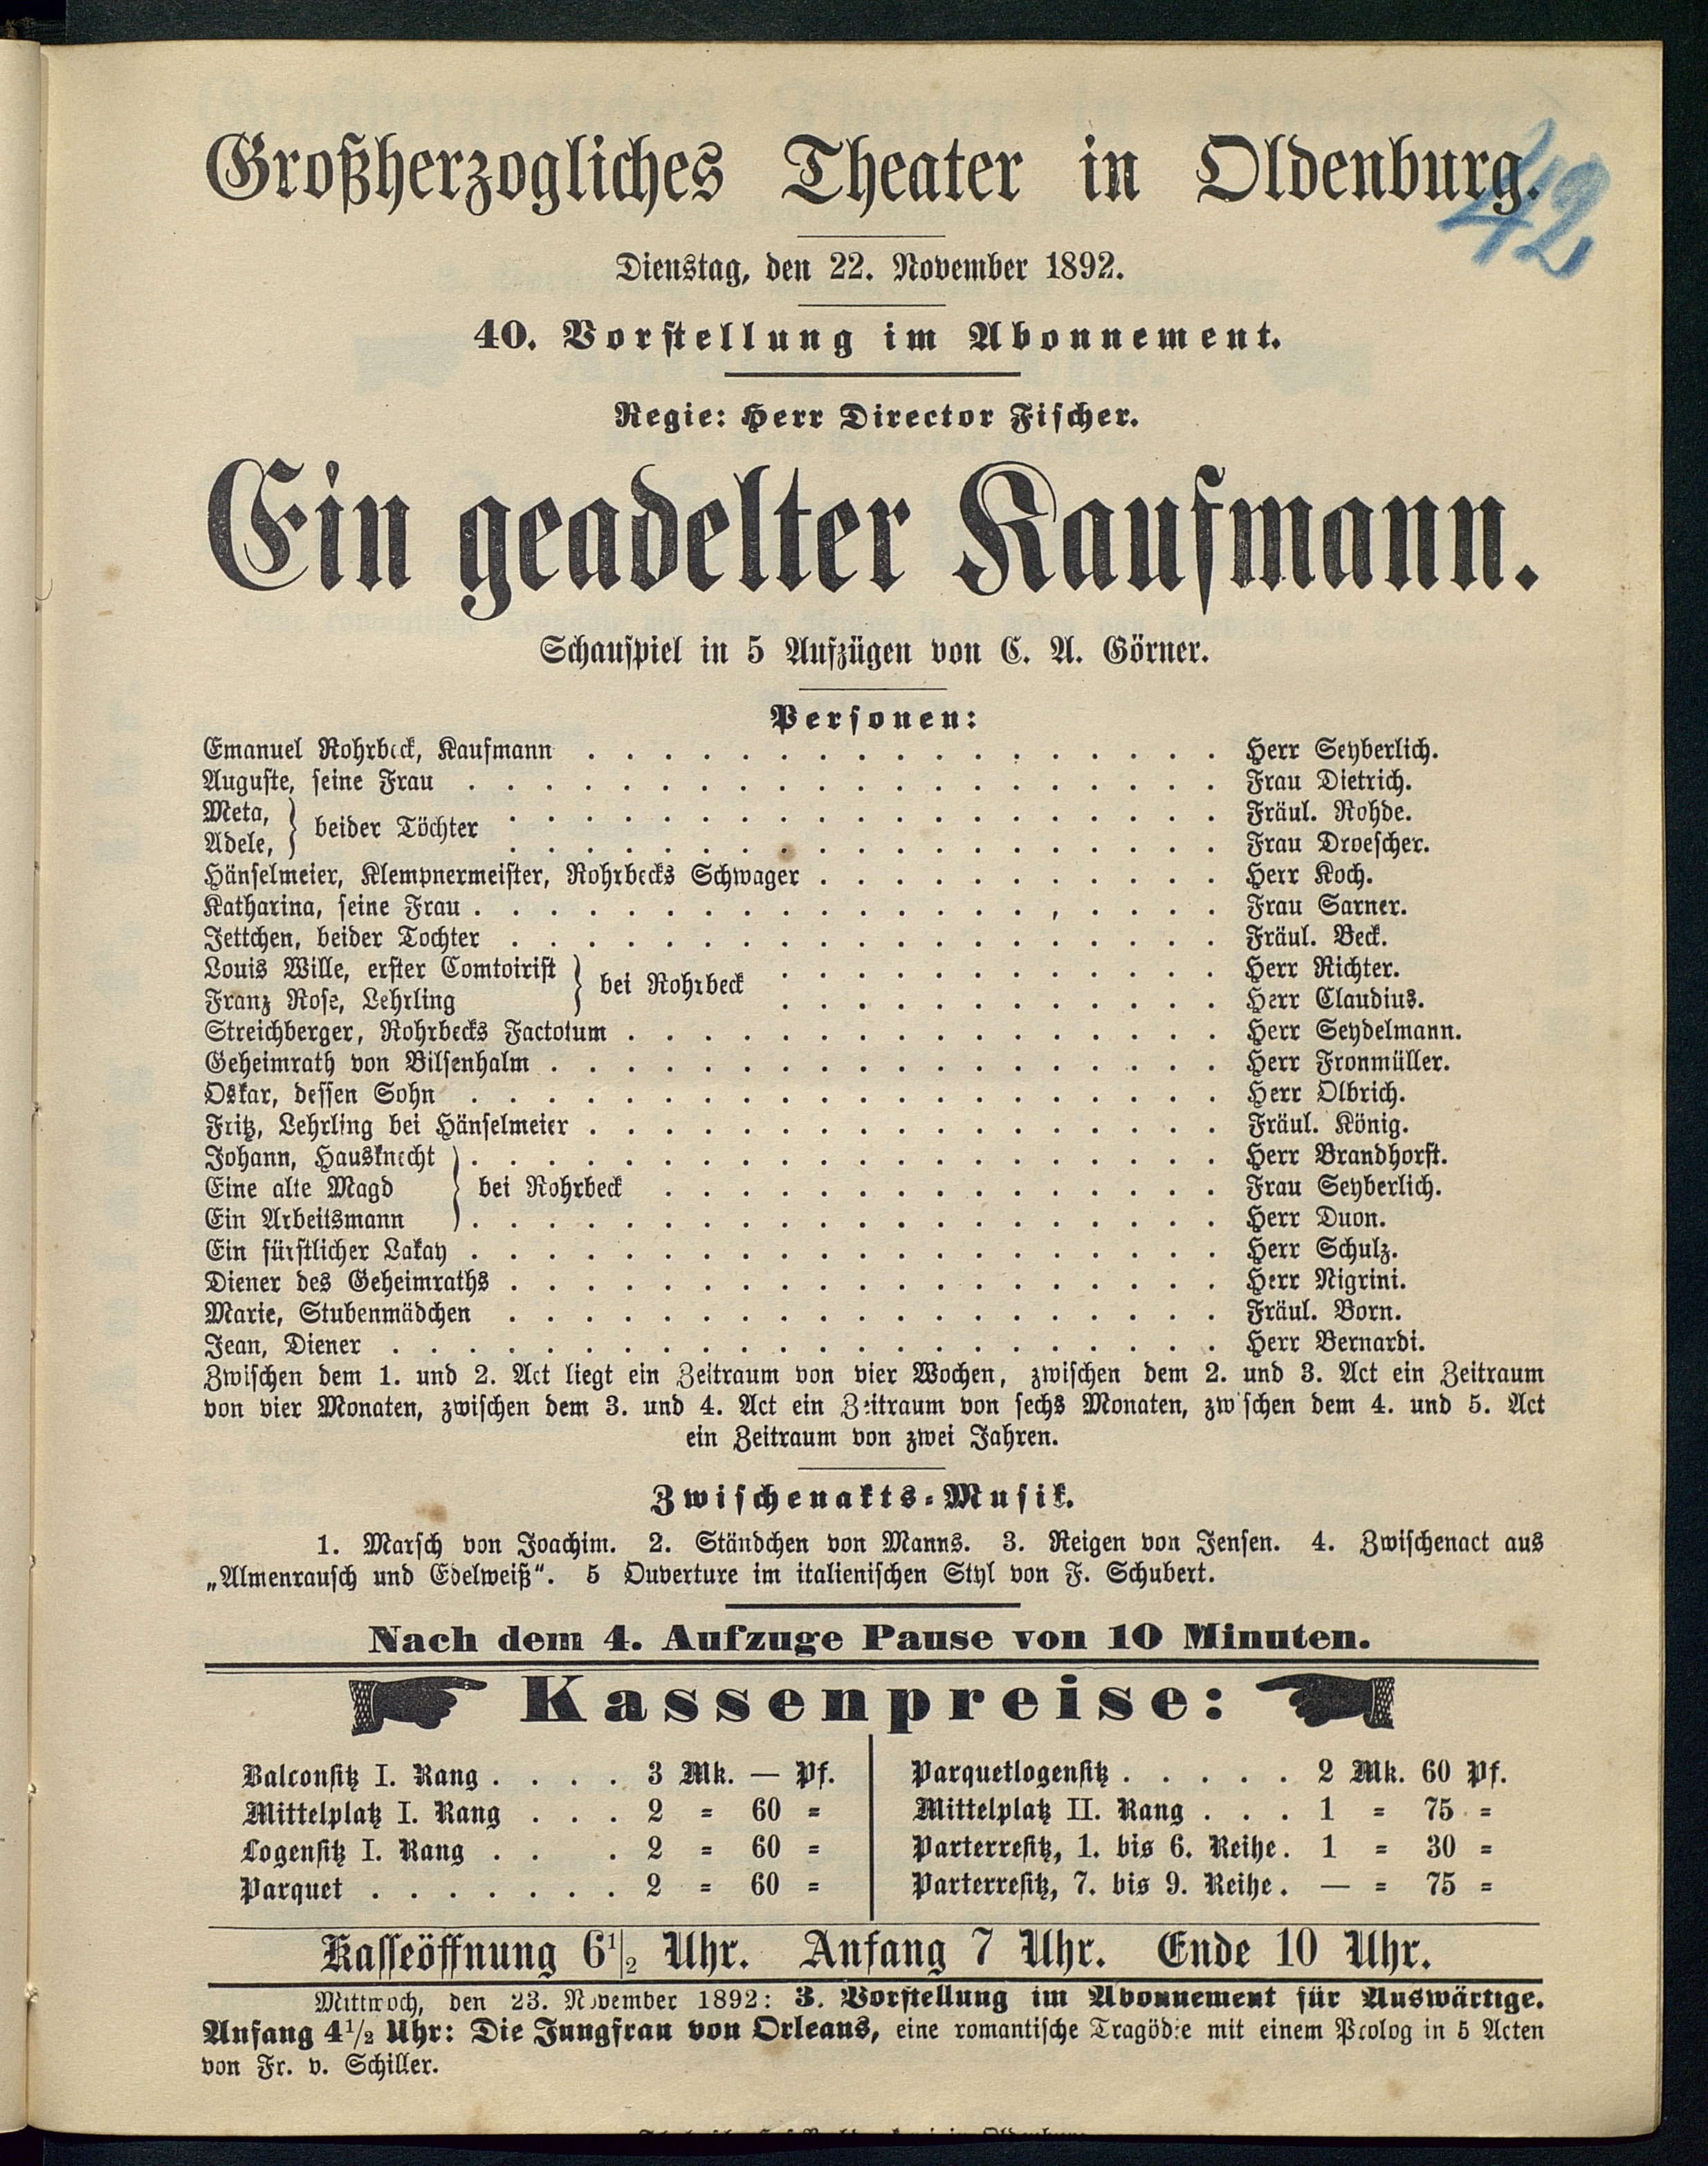 Großherzogliches Theater in Oldenburg.
42
Dienstag, den 22. November 1892.
40. Vorstellung im Abonnement.
Regie: Herr Director Fischer.
Ein geadelter Kaufmann.
Schauspiel in 5 Aufzügen von C. A. Görner.
Personen:
Emanuel Rohrbeck, Kaufmann . . . . . . . . . . . . . . . . . Herr Seyberlich.
Auguste, seine Frau . . . . . . . . . . . . . . . . . . . . Frau Dietrich.
Meta, } beider Töchter . . . . . . . . . . . . . . . . . . . Fräul. Rohde.
Adele, . . . . . . . . . . . . . . . . . . . Frau Droescher.
Hänselmeier, Klempnermeister, Rohrbecks Schwager . . . . . . . . . . . Herr Koch.
Katharina, seine Frau . . . . . . . . . . . . . . . . . . . . Frau Sarner.
Jettchen, beider Tochter . . . . . . . . . . . . . . . . . . . Fräul. Beck.
Louis Wille, erster Comtoirist } bei Rohrbeck . . . . . . . . . . . . Herr Richter.
Franz Rose, Lehrling . . . . . . . . . . . . Herr Claudius.
Streichberger, Rohrbecks Factotum . . . . . . . . . . . . . . . . Herr Seydelmann.
Geheimrath von Bilsenhalm . . . . . . . . . . . . . . . . . . Herr Fronmüller.
Oskar, dessen Sohn . . . . . . . . . . . . . . . . . . . . Herr Olbrich.
Fritz, Lehrling bei Hänselmeier . . . . . . . . . . . . . . . . . Fräul. König.
Johann, Hausknecht . . . . . . . . . . . . . . . . . . . . Herr Brandhorst.
Eine alte Magd } bei Rohrbeck . . . . . . . . . . . . . . . Frau Seyberlich.
Ein Arbeitsmann . . . . . . . . . . . . . . . . . . . . Herr Duon.
Ein fürstlicher Lakay . . . . . . . . . . . . . . . . . . . . Herr Schulz.
Diener des Geheimraths . . . . . . . . . . . . . . . . . . . Herr Nigrini.
Marie, Stubenmädchen . . . . . . . . . . . . . . . . . . . Fräul. Born.
Jean, Diener . . . . . . . . . . . . . . . . . . . . . . Herr Bernardi.
Zwischen dem 1. und 2. Act liegt ein Zeitraum von vier Wochen, zwischen dem 2. und 3. Act ein Zeitraum
von vier Monaten, zwischen dem 3. und 4. Act ein Zeitraum von sechs Monaten, zwischen dem 4. und 5. Act
ein Zeitraum von zwei Jahren.
Zwischenakts-Musik.
1. Marsch von Joachim. 2. Ständchen von Manns. 3. Reigen von Jensen. 4. Zwischenact aus
„Almenrausch und Edelweiß“. 5 Ouverture im italienischen Styl von F. Schubert.
Nach dem 4. Aufzuge Pause von 10 Minuten.
Kassenpreise:
Balconsitz I. Rang . . . . 3 Mk. — Pf.
Mittelplatz I. Rang . . . 2 = 60 =
Logensitz I. Rang . . . 2 = 60 =
Parquet . . . . . . . 2 = 60 =
Parquetlogensitz . . . . . 2 Mk. 60 Pf.
Mittelplatz II. Rang . . . 1 = 75 =
Parterresitz, 1. bis 6. Reihe. 1 = 30 =
Parterresitz, 7. bis 9. Reihe. — = 75 =
Kasseöffnung 6½ Uhr. Anfang 7 Uhr. Ende 10 Uhr.
Mittwoch, den 23. November 1892: 3. Vorstellung im Abonnement für Auswärtige.
Anfang 4½ Uhr: Die Jungfrau von Orleans, eine romantische Tragödie mit einem Prolog in 5 Acten
von Fr. v. Schiller.